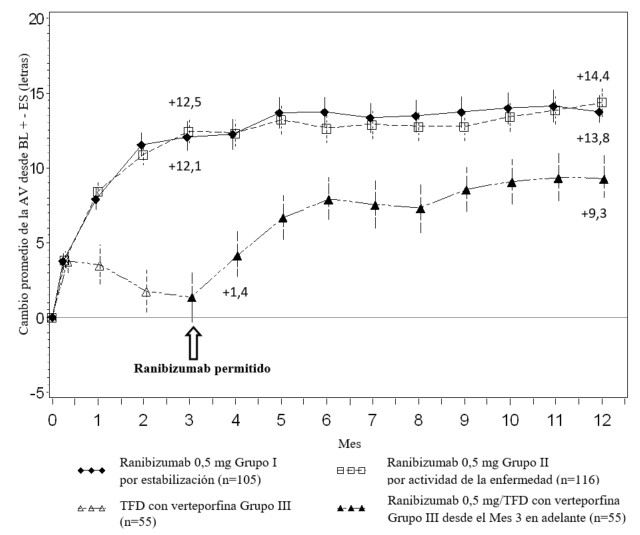 Cambio promedio de la AV desde BL + - ES (letras)
20
15
10
5
0
-5
+12,5
+12,1
+14,4
+13,8
+9,3
+1,4
Ranibizumab permitido
0 1 2 3 4 5 6 7 8 9 10 11 12
Mes
Ranibizumab 0,5 mg Grupo I
por estabilización (n=105)
Ranibizumab 0,5 mg Grupo II
por actividad de la enfermedad (n=116)
TFD con verteporfina Grupo III
(n=55)
Ranibizumab 0,5 mg/TFD con verteporfina
Grupo III desde el Mes 3 en adelante (n=55)